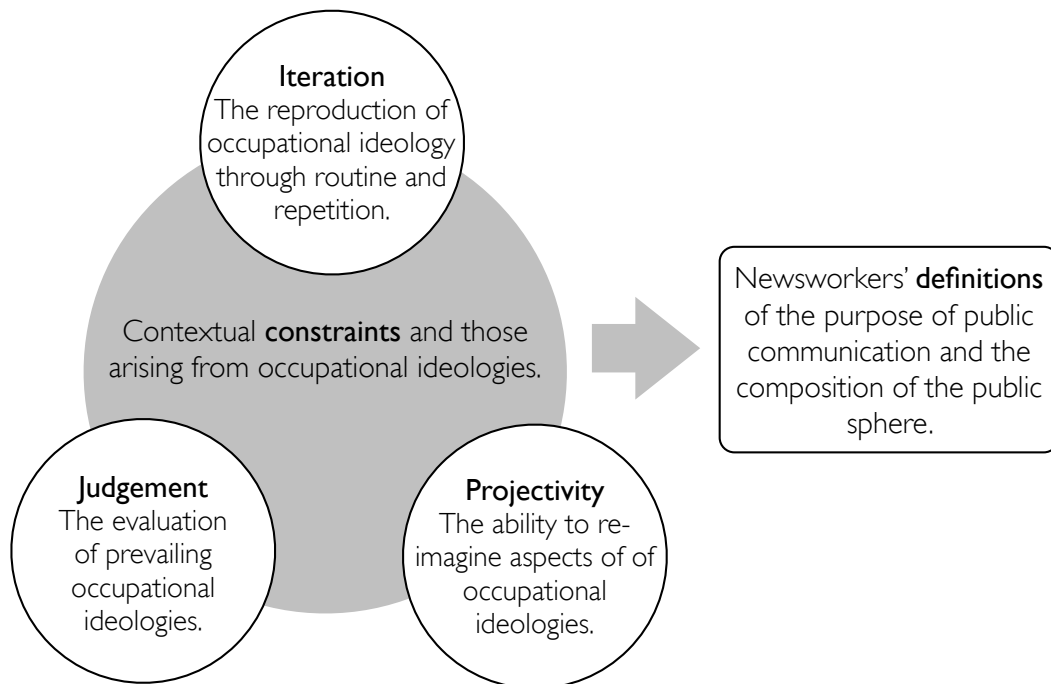 Iteration
The reproduction of
occupational ideology
through routine and
repetition.
Contextual constraints and those
arising from occupational ideologies.
Newsworkers’ definitions
of the purpose of public
communication and the
composition of the public
sphere.
Judgement
The evaluation
of prevailing
occupational
ideologies.
Projectivity
The ability to re-
imagine aspects of of
occupational
ideologies.